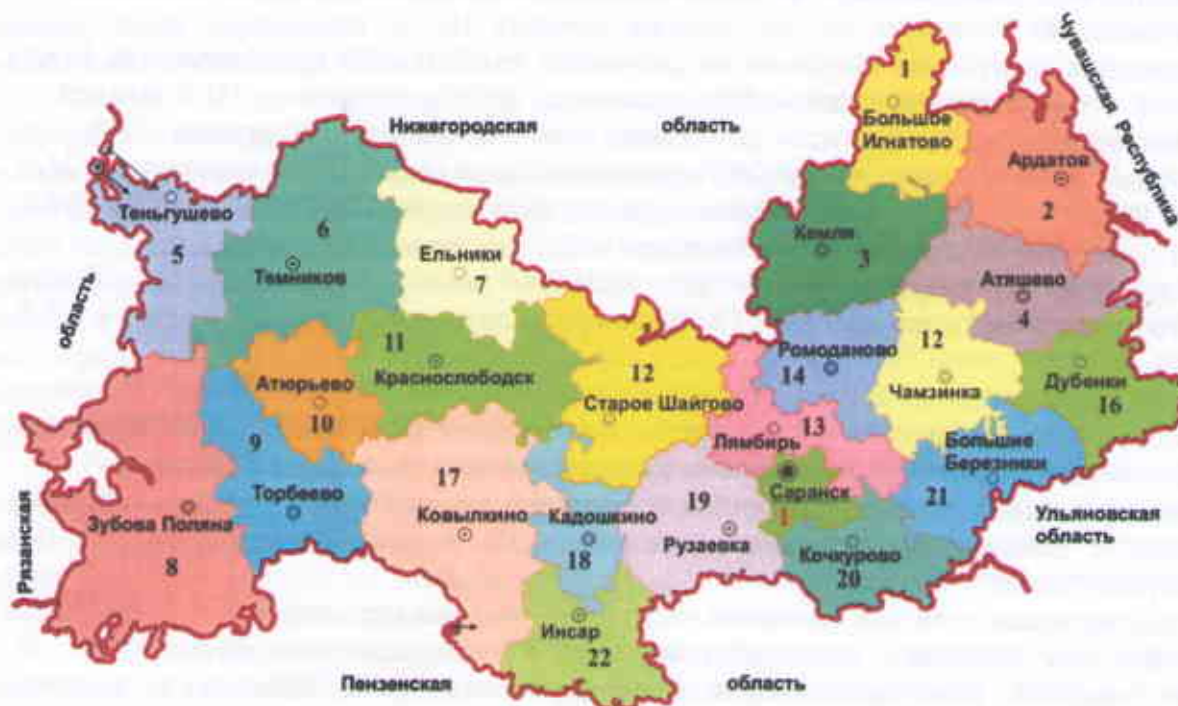 Чувашская Республика
1
Большое
Игнатово
Нижегородская область
Ардатов
2
Теньгушево
5
6
Темников
Ельники
7
Кемля
3
Атяшево
4
область
11
Краснослободск
12
Старое Шайгово
Ромоданово
14
12
Чамзинка
Дубенки
16
Атюрьево
10
9
Торбеево
Лямбирь
13
Большие
Березники
21
17
Ковылкино
Кадошкино
18
19
Рузаевка
Саранск
1
Ульяновская
область
Зубова Поляна
8
Рязанская
Кочкурово
20
Инсар
22
Пензенская область